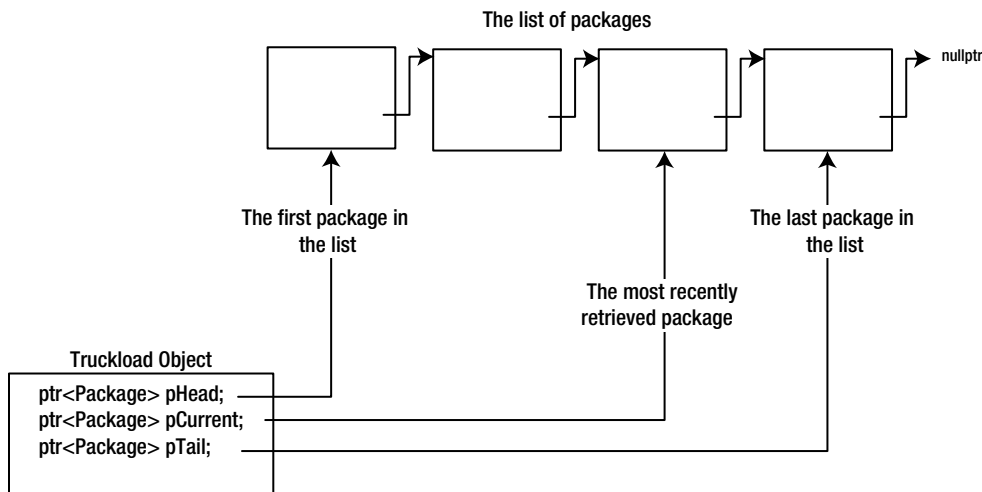 The list of packages
nullptr
The first package in
the list
The last package in
the list
The most recently
retrieved package
Truckload Object
ptr<Package> pHead;
ptr<Package> pCurrent;
ptr<Package> pTail;